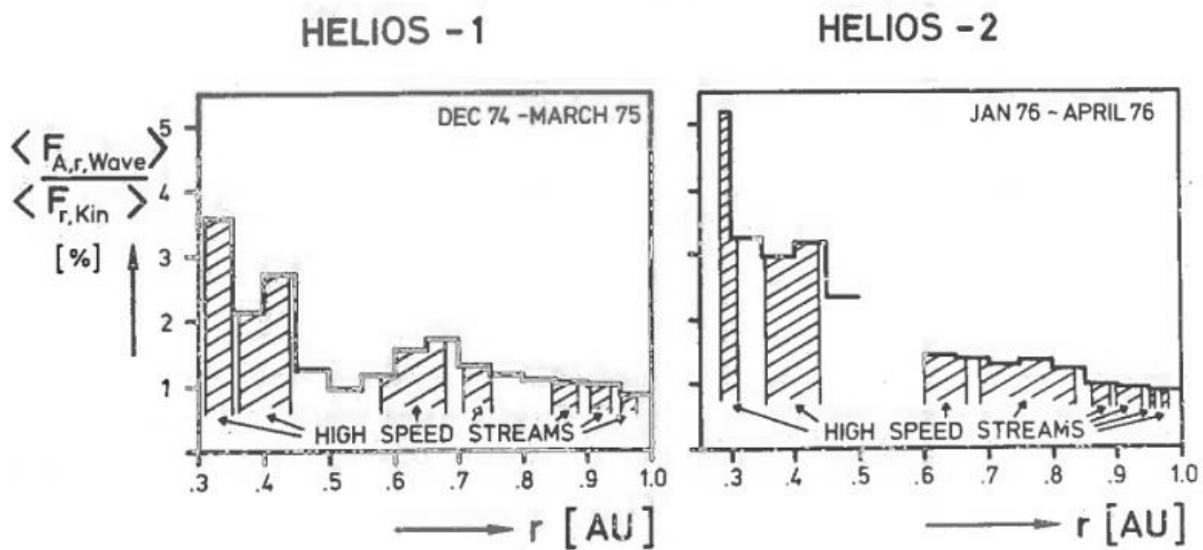 HELIOS - 1
HELIOS - 2
DEC 74 - MARCH 75
JAN 76 - APRIL 76
< F A,r,Wave >
< F r,Kin >
[%]
5
4
3
2
1
HIGH SPEED STREAMS
HIGH SPEED STREAMS
.3 .4 .5 .6 .7 .8 .9 1.0
.3 .4 .5 .6 .7 .8 .9 1.0
r [AU]
r [AU]